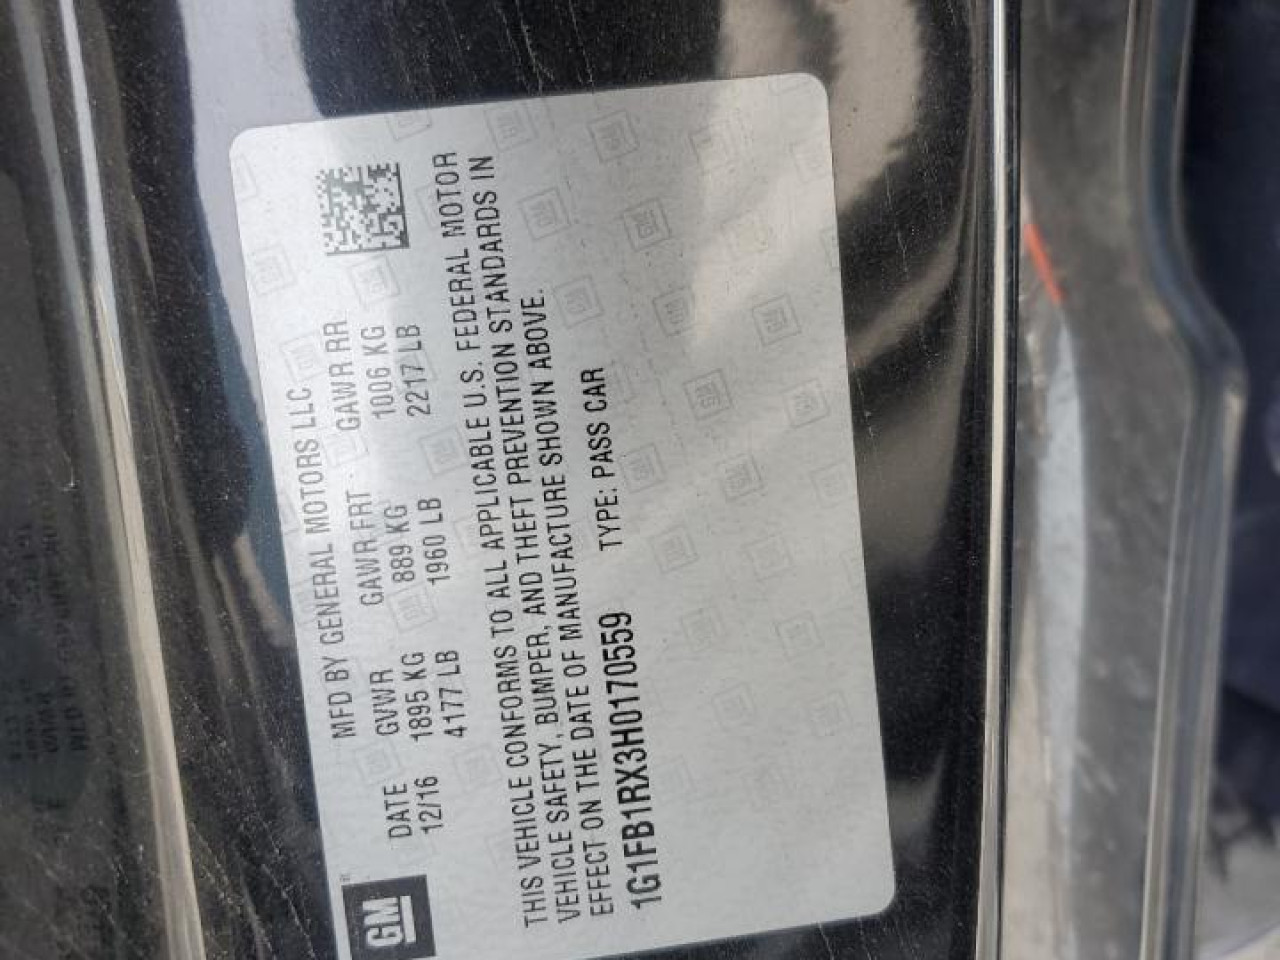 GM
MFD BY GENERAL MOTORS LLC
DATE GVWR GAWR FRT GAWR RR
12/16 1895 KG 889 KG 1006 KG
4177 LB 1960 LB 2217 LB
THIS VEHICLE CONFORMS TO ALL APPLICABLE U.S. FEDERAL MOTOR
VEHICLE SAFETY, BUMPER, AND THEFT PREVENTION STANDARDS IN
EFFECT ON THE DATE OF MANUFACTURE SHOWN ABOVE.
1G1FB1RX3H0170559 TYPE: PASS CAR